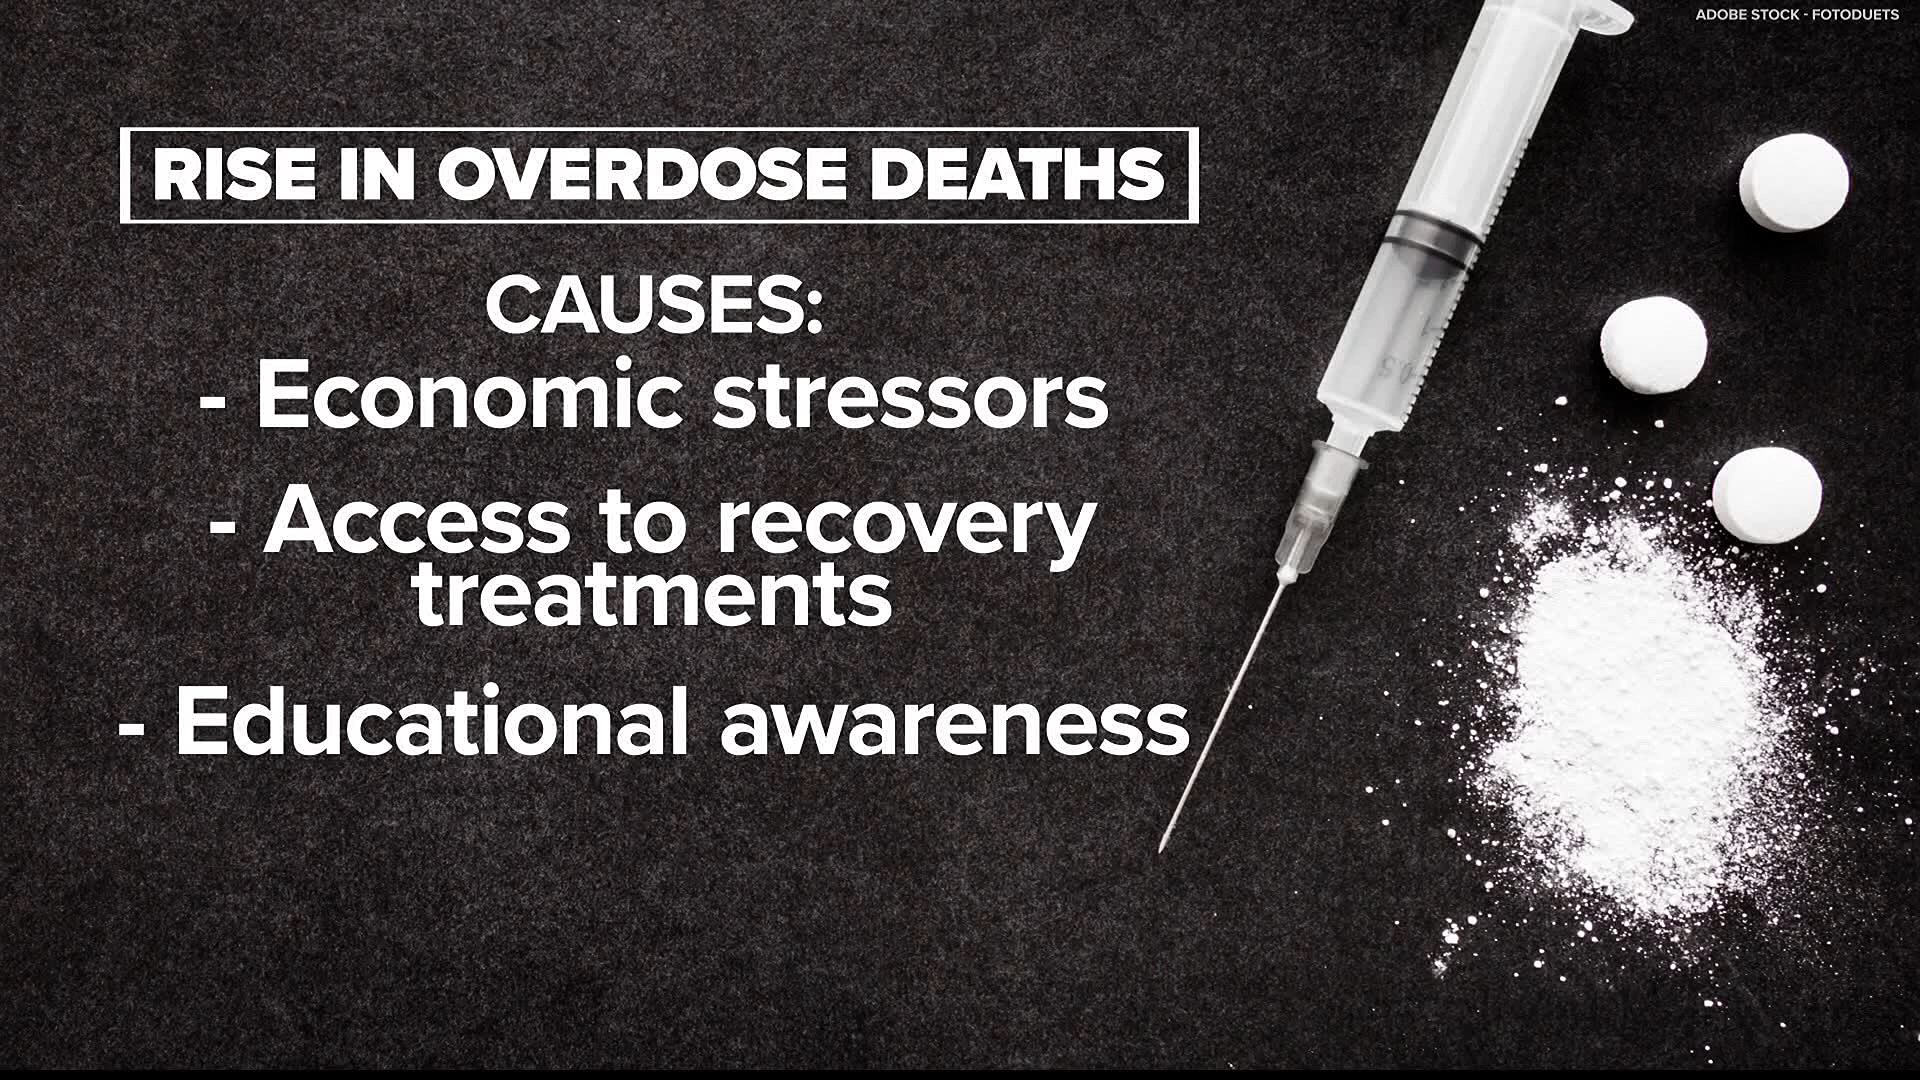 ADOBE STOCK - FOTODUETS
RISE IN OVERDOSE DEATHS
CAUSES:
- Economic stressors
- Access to recovery
treatments
- Educational awareness